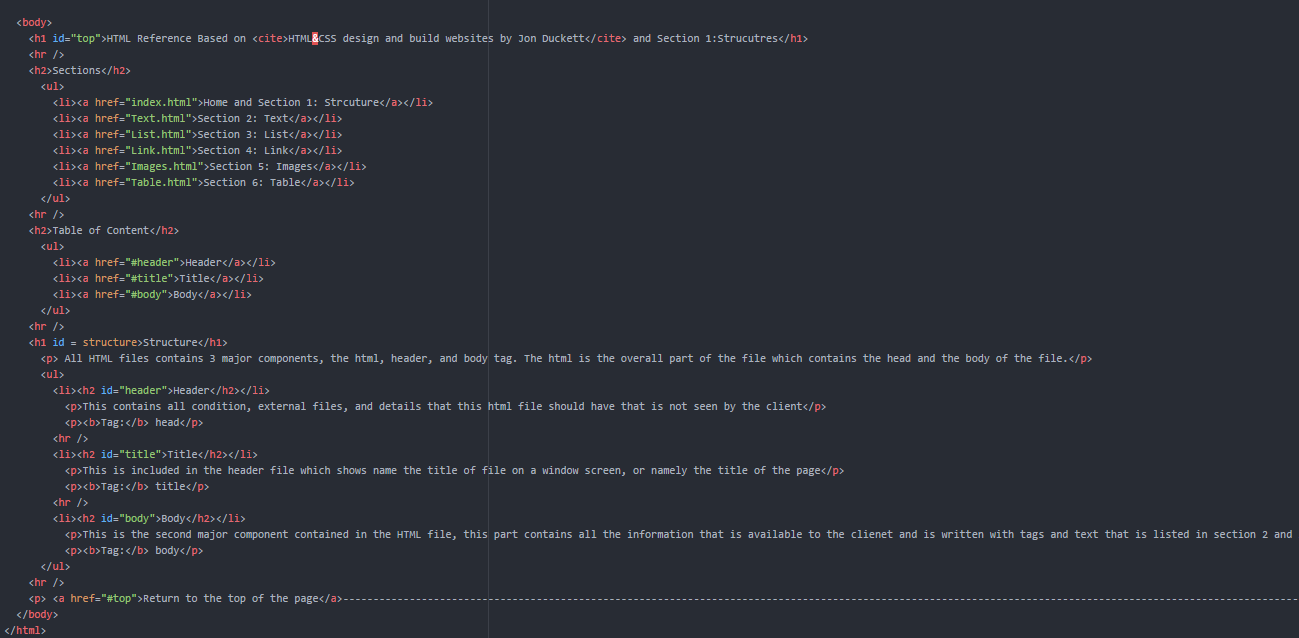 <body>
<h1 id="top">HTML Reference Based on <cite>HTML&CSS design and build websites by Jon Duckett</cite> and Section 1:Strucutres</h1>
<hr />
<h2>Sections</h2>
<ul>
<li><a href="index.html">Home and Section 1: Strcuture</a></li>
<li><a href="Text.html">Section 2: Text</a></li>
<li><a href="List.html">Section 3: List</a></li>
<li><a href="Link.html">Section 4: Link</a></li>
<li><a href="Images.html">Section 5: Images</a></li>
<li><a href="Table.html">Section 6: Table</a></li>
</ul>
<hr />
<h2>Table of Content</h2>
<ul>
<li><a href="#header">Header</a></li>
<li><a href="#title">Title</a></li>
<li><a href="#body">Body</a></li>
</ul>
<hr />
<h1 id = structure>Structure</h1>
<p> All HTML files contains 3 major components, the html, header, and body tag. The html is the overall part of the file which contains the head and the body of the file.</p>
<ul>
<li><h2 id="header">Header</h2></li>
<p>This contains all condition, external files, and details that this html file should have that is not seen by the client</p>
<p><b>Tag:</b> head</p>
<hr />
<li><h2 id="title">Title</h2></li>
<p>This is included in the header file which shows name the title of file on a window screen, or namely the title of the page</p>
<p><b>Tag:</b> title</p>
<hr />
<li><h2 id="body">Body</h2></li>
<p>This is the second major component contained in the HTML file, this part contains all the information that is available to the clienet and is written with tags and text that is listed in section 2 and
<p><b>Tag:</b> body</p>
</ul>
<hr />
<p> <a href="#top">Return to the top of the page</a>--------------------------------------------------------------------------------------------------------------------------------------------------------------
</body>
</html>